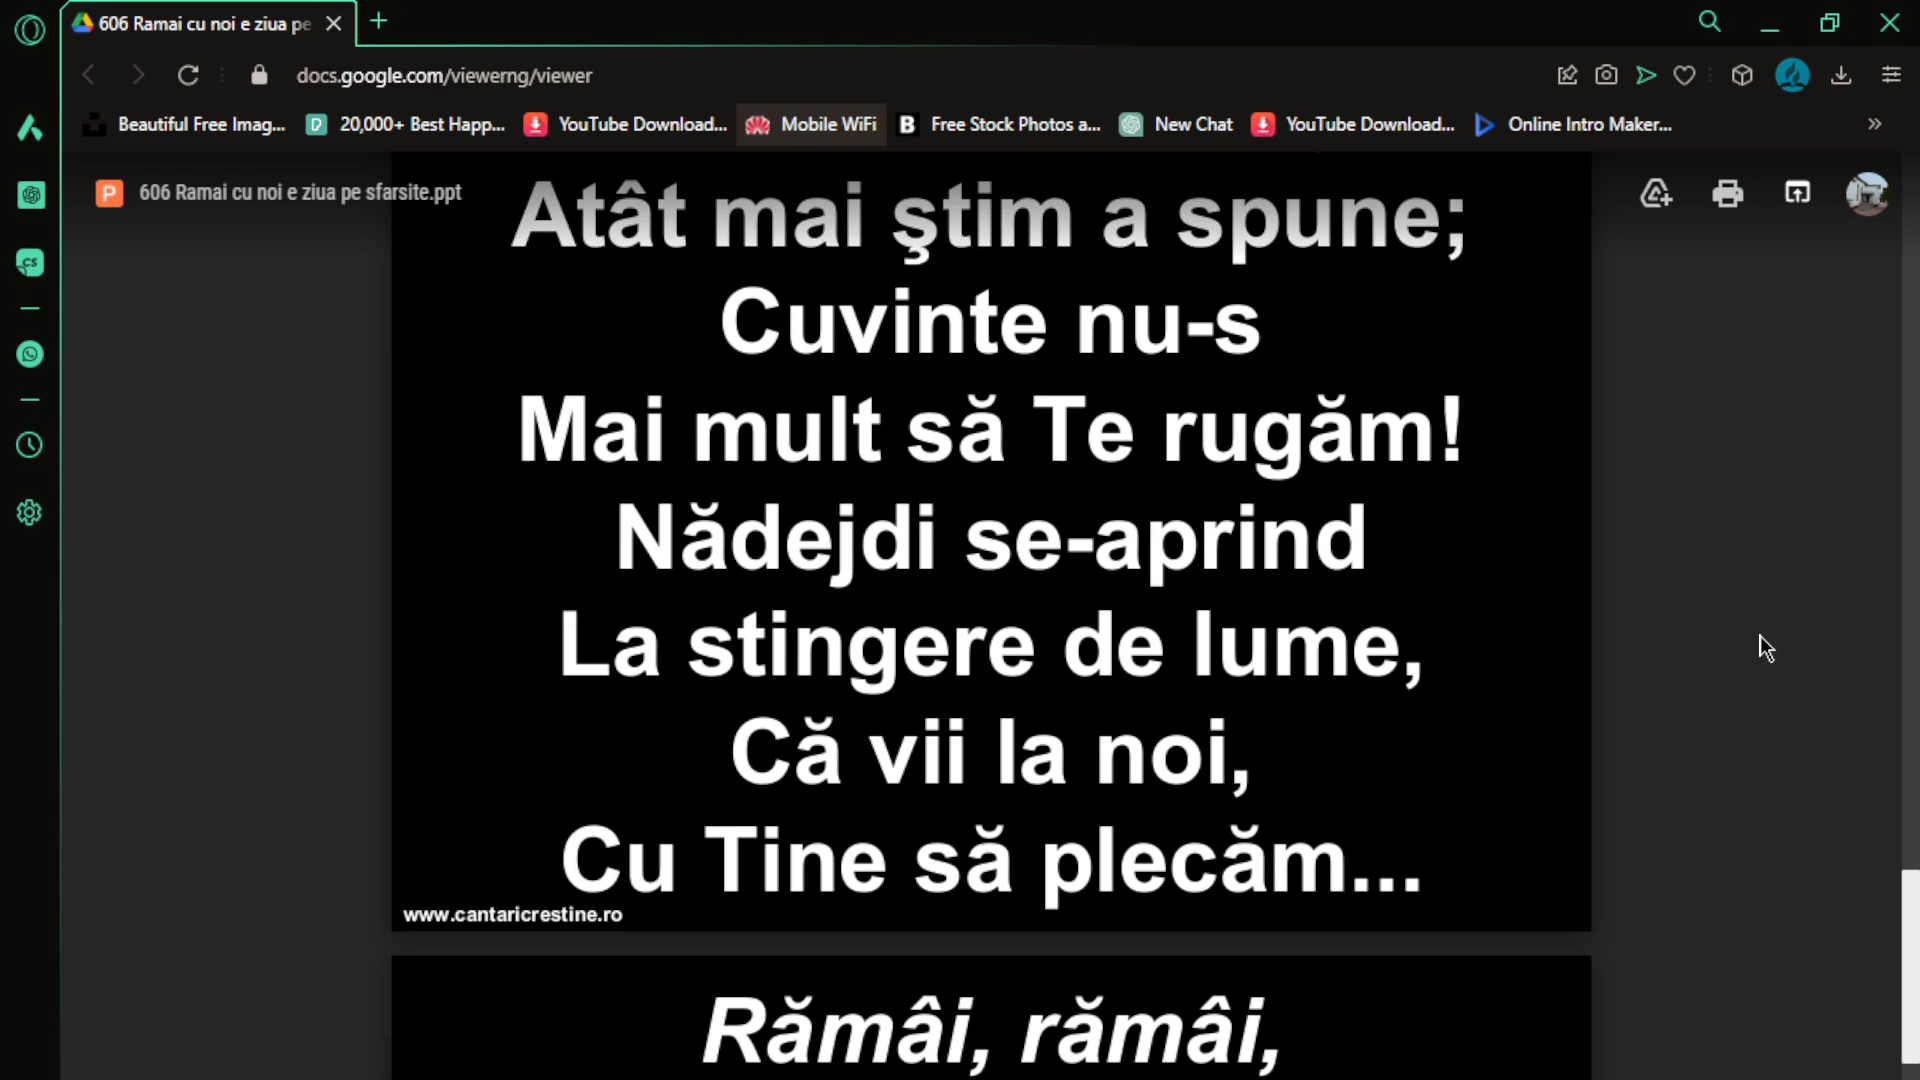 606 Ramai cu noi e ziua pe
docs.google.com/viewerng/viewer
Beautiful Free Imag... 20,000+ Best Happ... YouTube Download... Mobile WiFi B Free Stock Photos a... New Chat YouTube Download... Online Intro Maker... »
P 606 Ramai cu noi e ziua pe sfarsite.ppt
CS
Atât mai ştim a spune;
Cuvinte nu-s
Mai mult să Te rugăm!
Nădejdi se-aprind
La stingere de lume,
Că vii la noi,
Cu Tine să plecăm...
www.cantaricrestine.ro
Rămâi, rămâi,